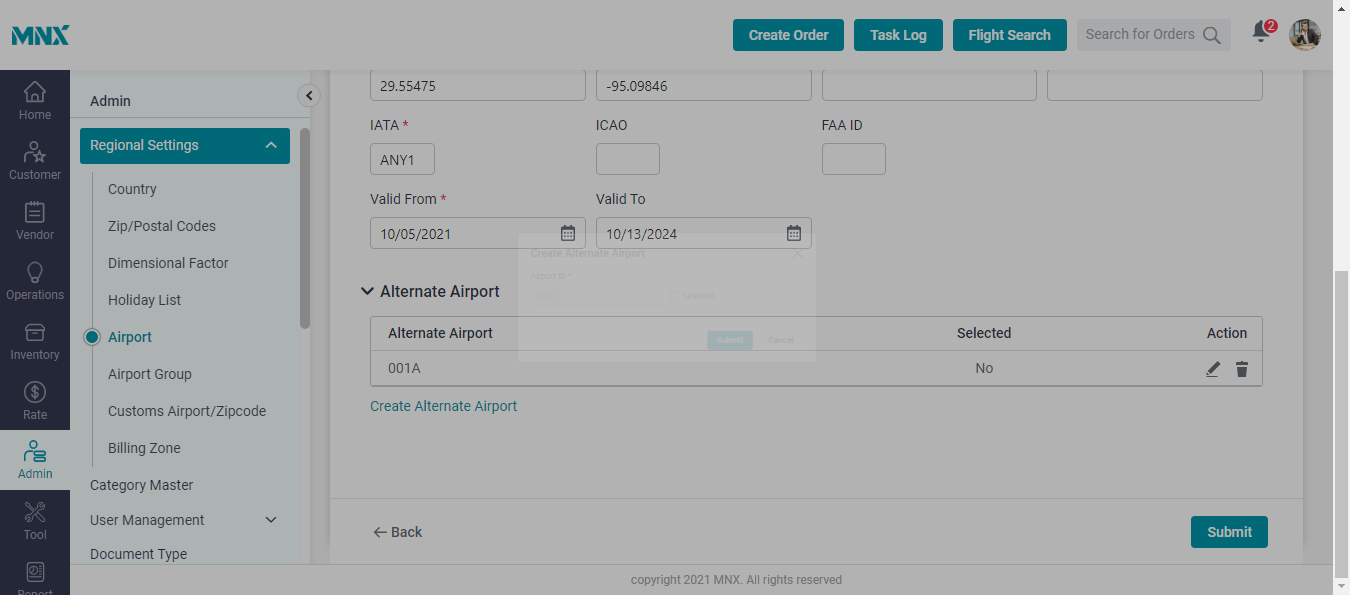 MNX
Create Order
Task Log
Flight Search
Search for Orders
2
Home
Customer
Vendor
Operations
Inventory
Rate
Admin
Tool
Report
Admin
Regional Settings
Country
Zip/Postal Codes
Dimensional Factor
Holiday List
Airport
Airport Group
Customs Airport/Zipcode
Billing Zone
Category Master
User Management
Document Type
29.55475 -95.09846
IATA * ICAO FAA ID
ANY1
Valid From * Valid To
10/05/2021 10/13/2024
Create Alternate Airport
Airport ID *
Selected
Submit Cancel
Alternate Airport
Alternate Airport Selected Action
001A No
Create Alternate Airport
Back Submit
copyright 2021 MNX. All rights reserved